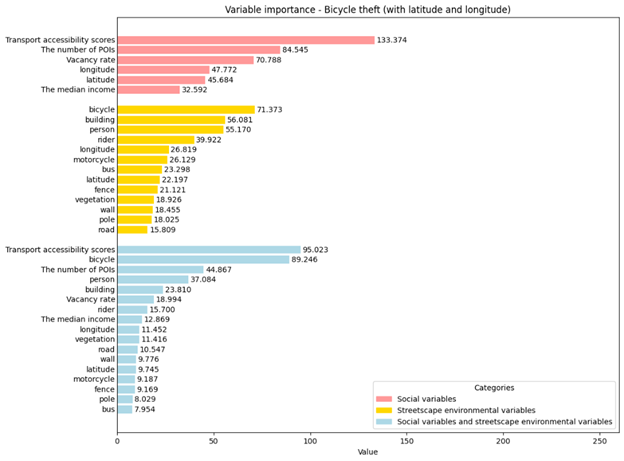 Variable importance - Bicycle theft (with latitude and longitude)
Transport accessibility scores 133.374
The number of POIs 84.545
Vacancy rate 70.788
longitude 47.772
latitude 45.684
The median income 32.592
bicycle 71.373
building 56.081
person 55.170
rider 39.922
longitude 26.819
motorcycle 26.129
bus 23.298
latitude 22.197
fence 21.121
vegetation 18.926
wall 18.455
pole 18.025
road 15.809
Transport accessibility scores 95.023
bicycle 89.246
The number of POIs 44.867
person 37.084
building 23.810
Vacancy rate 18.994
rider 15.700
The median income 12.869
longitude 11.452
vegetation 11.416
road 10.547
wall 9.776
latitude 9.745
motorcycle 9.187
fence 9.169
pole 8.029
bus 7.954
Categories
Social variables
Streetscape environmental variables
Social variables and streetscape environmental variables
0 50 100 150 200 250
Value